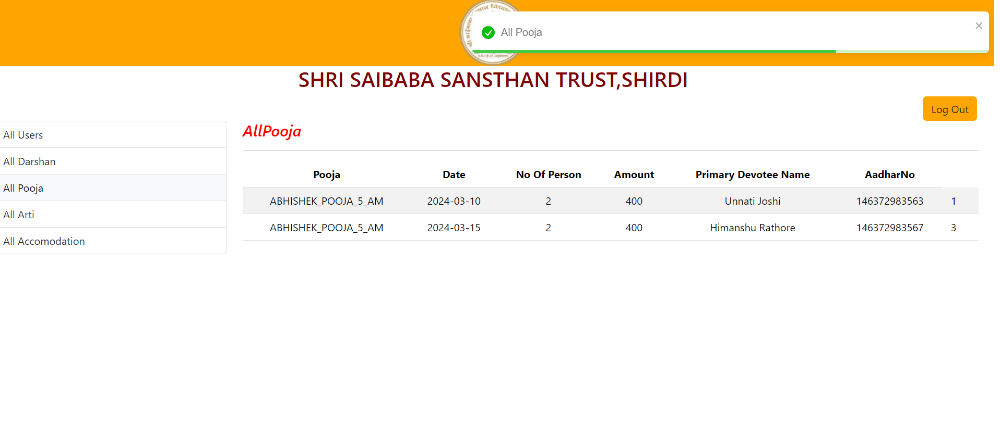 All Pooja
×
SHRI SAIBABA SANSTHAN TRUST,SHIRDI
Log Out
All Users
All Darshan
All Pooja
All Arti
All Accomodation
AllPooja
Pooja Date No Of Person Amount Primary Devotee Name AadharNo
ABHISHEK_POOJA_5_AM 2024-03-10 2 400 Unnati Joshi 146372983563 1
ABHISHEK_POOJA_5_AM 2024-03-15 2 400 Himanshu Rathore 146372983567 3